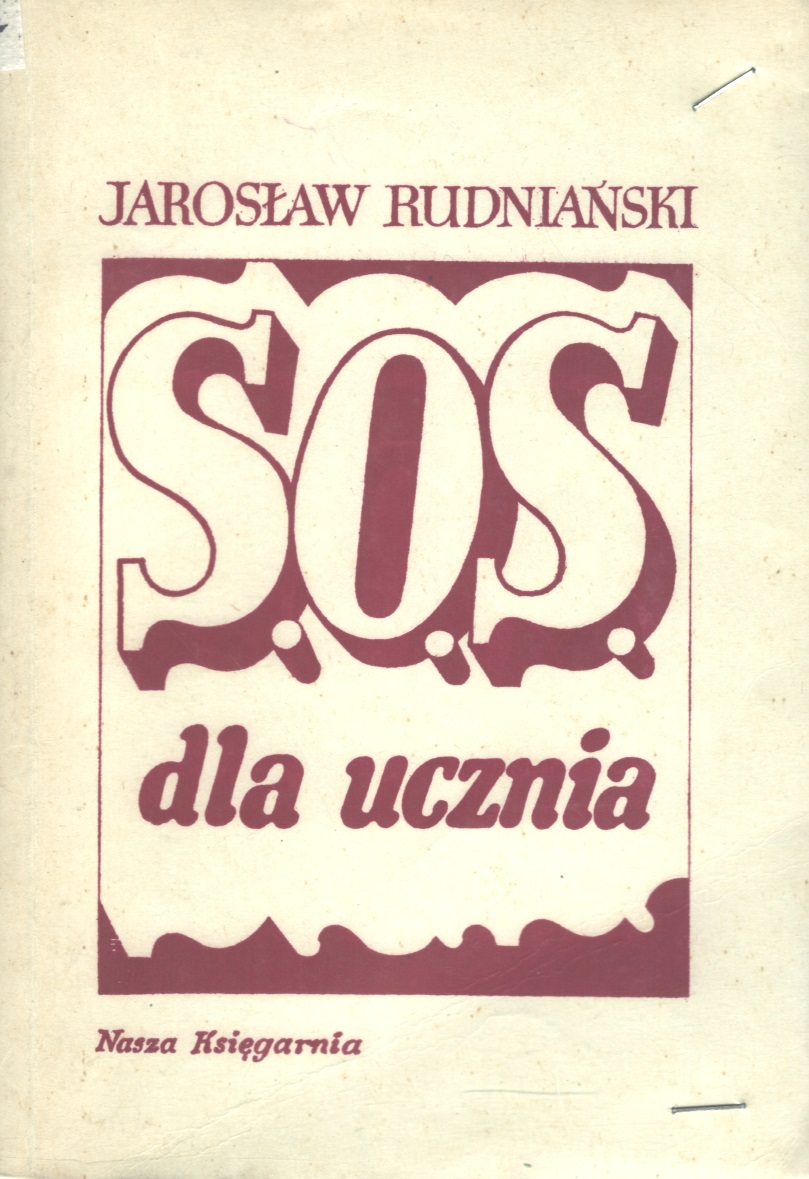 JAROSŁAW RUDNIAŃSKI
S.O.S.
dla ucznia
Nasza Księgarnia